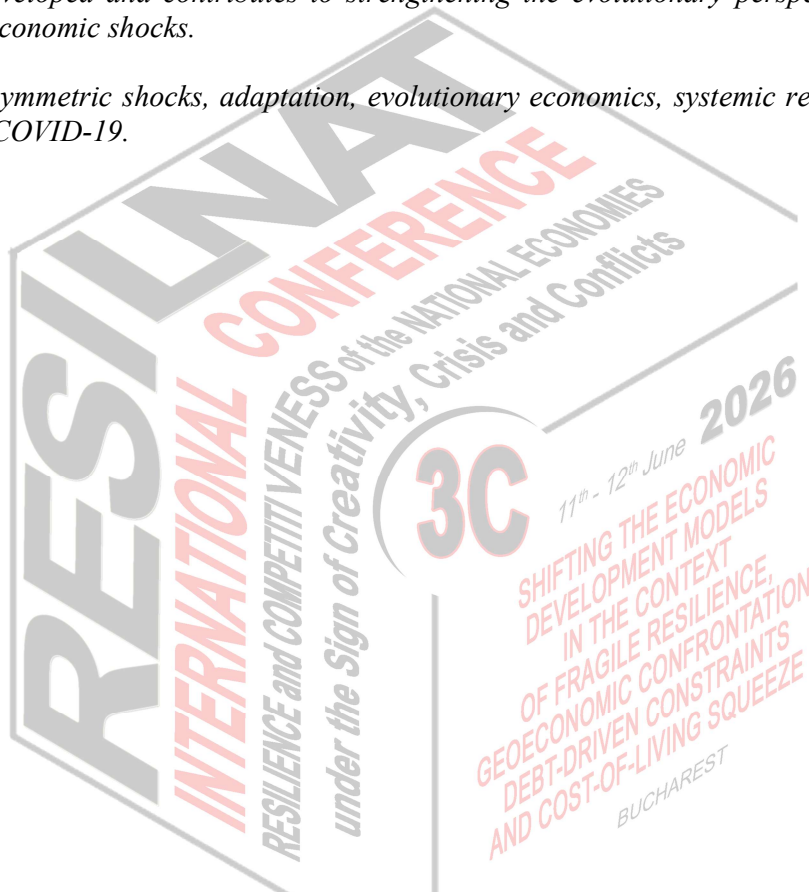 veloped and contributes to strengthening the evolutionary perspe
conomic shocks.
symmetric shocks, adaptation, evolutionary economics, systemic re
COVID-19.
RESILNAT
INTERNATIONAL CONFERENCE
RESILIENCE and COMPETITIVENESS of the NATIONAL ECONOMIES
under the Sign of Creativity, Crisis and Conflicts
3C
11th - 12th June 2026
SHIFTING THE ECONOMIC
DEVELOPMENT MODELS
IN THE CONTEXT
OF FRAGILE RESILIENCE,
GEOECONOMIC CONFRONTATION
DEBT-DRIVEN CONSTRAINTS
AND COST-OF-LIVING SQUEEZE
BUCHAREST